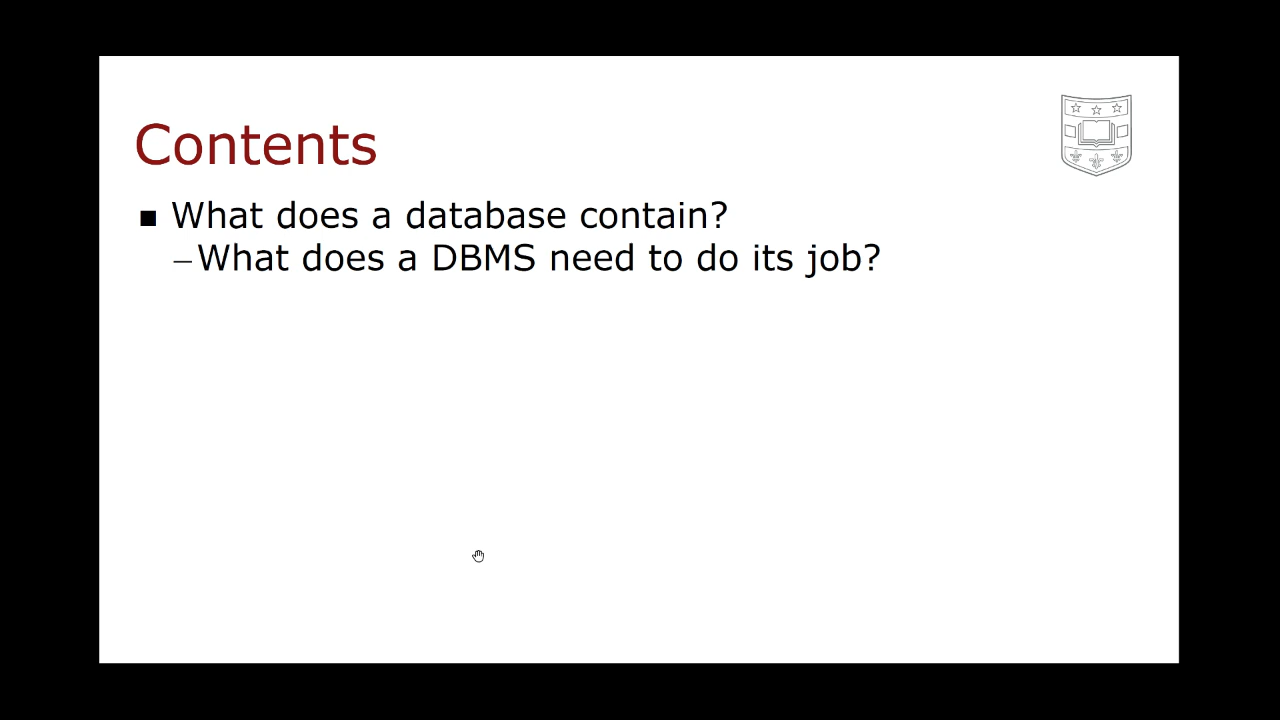 Contents
■ What does a database contain?
–What does a DBMS need to do its job?